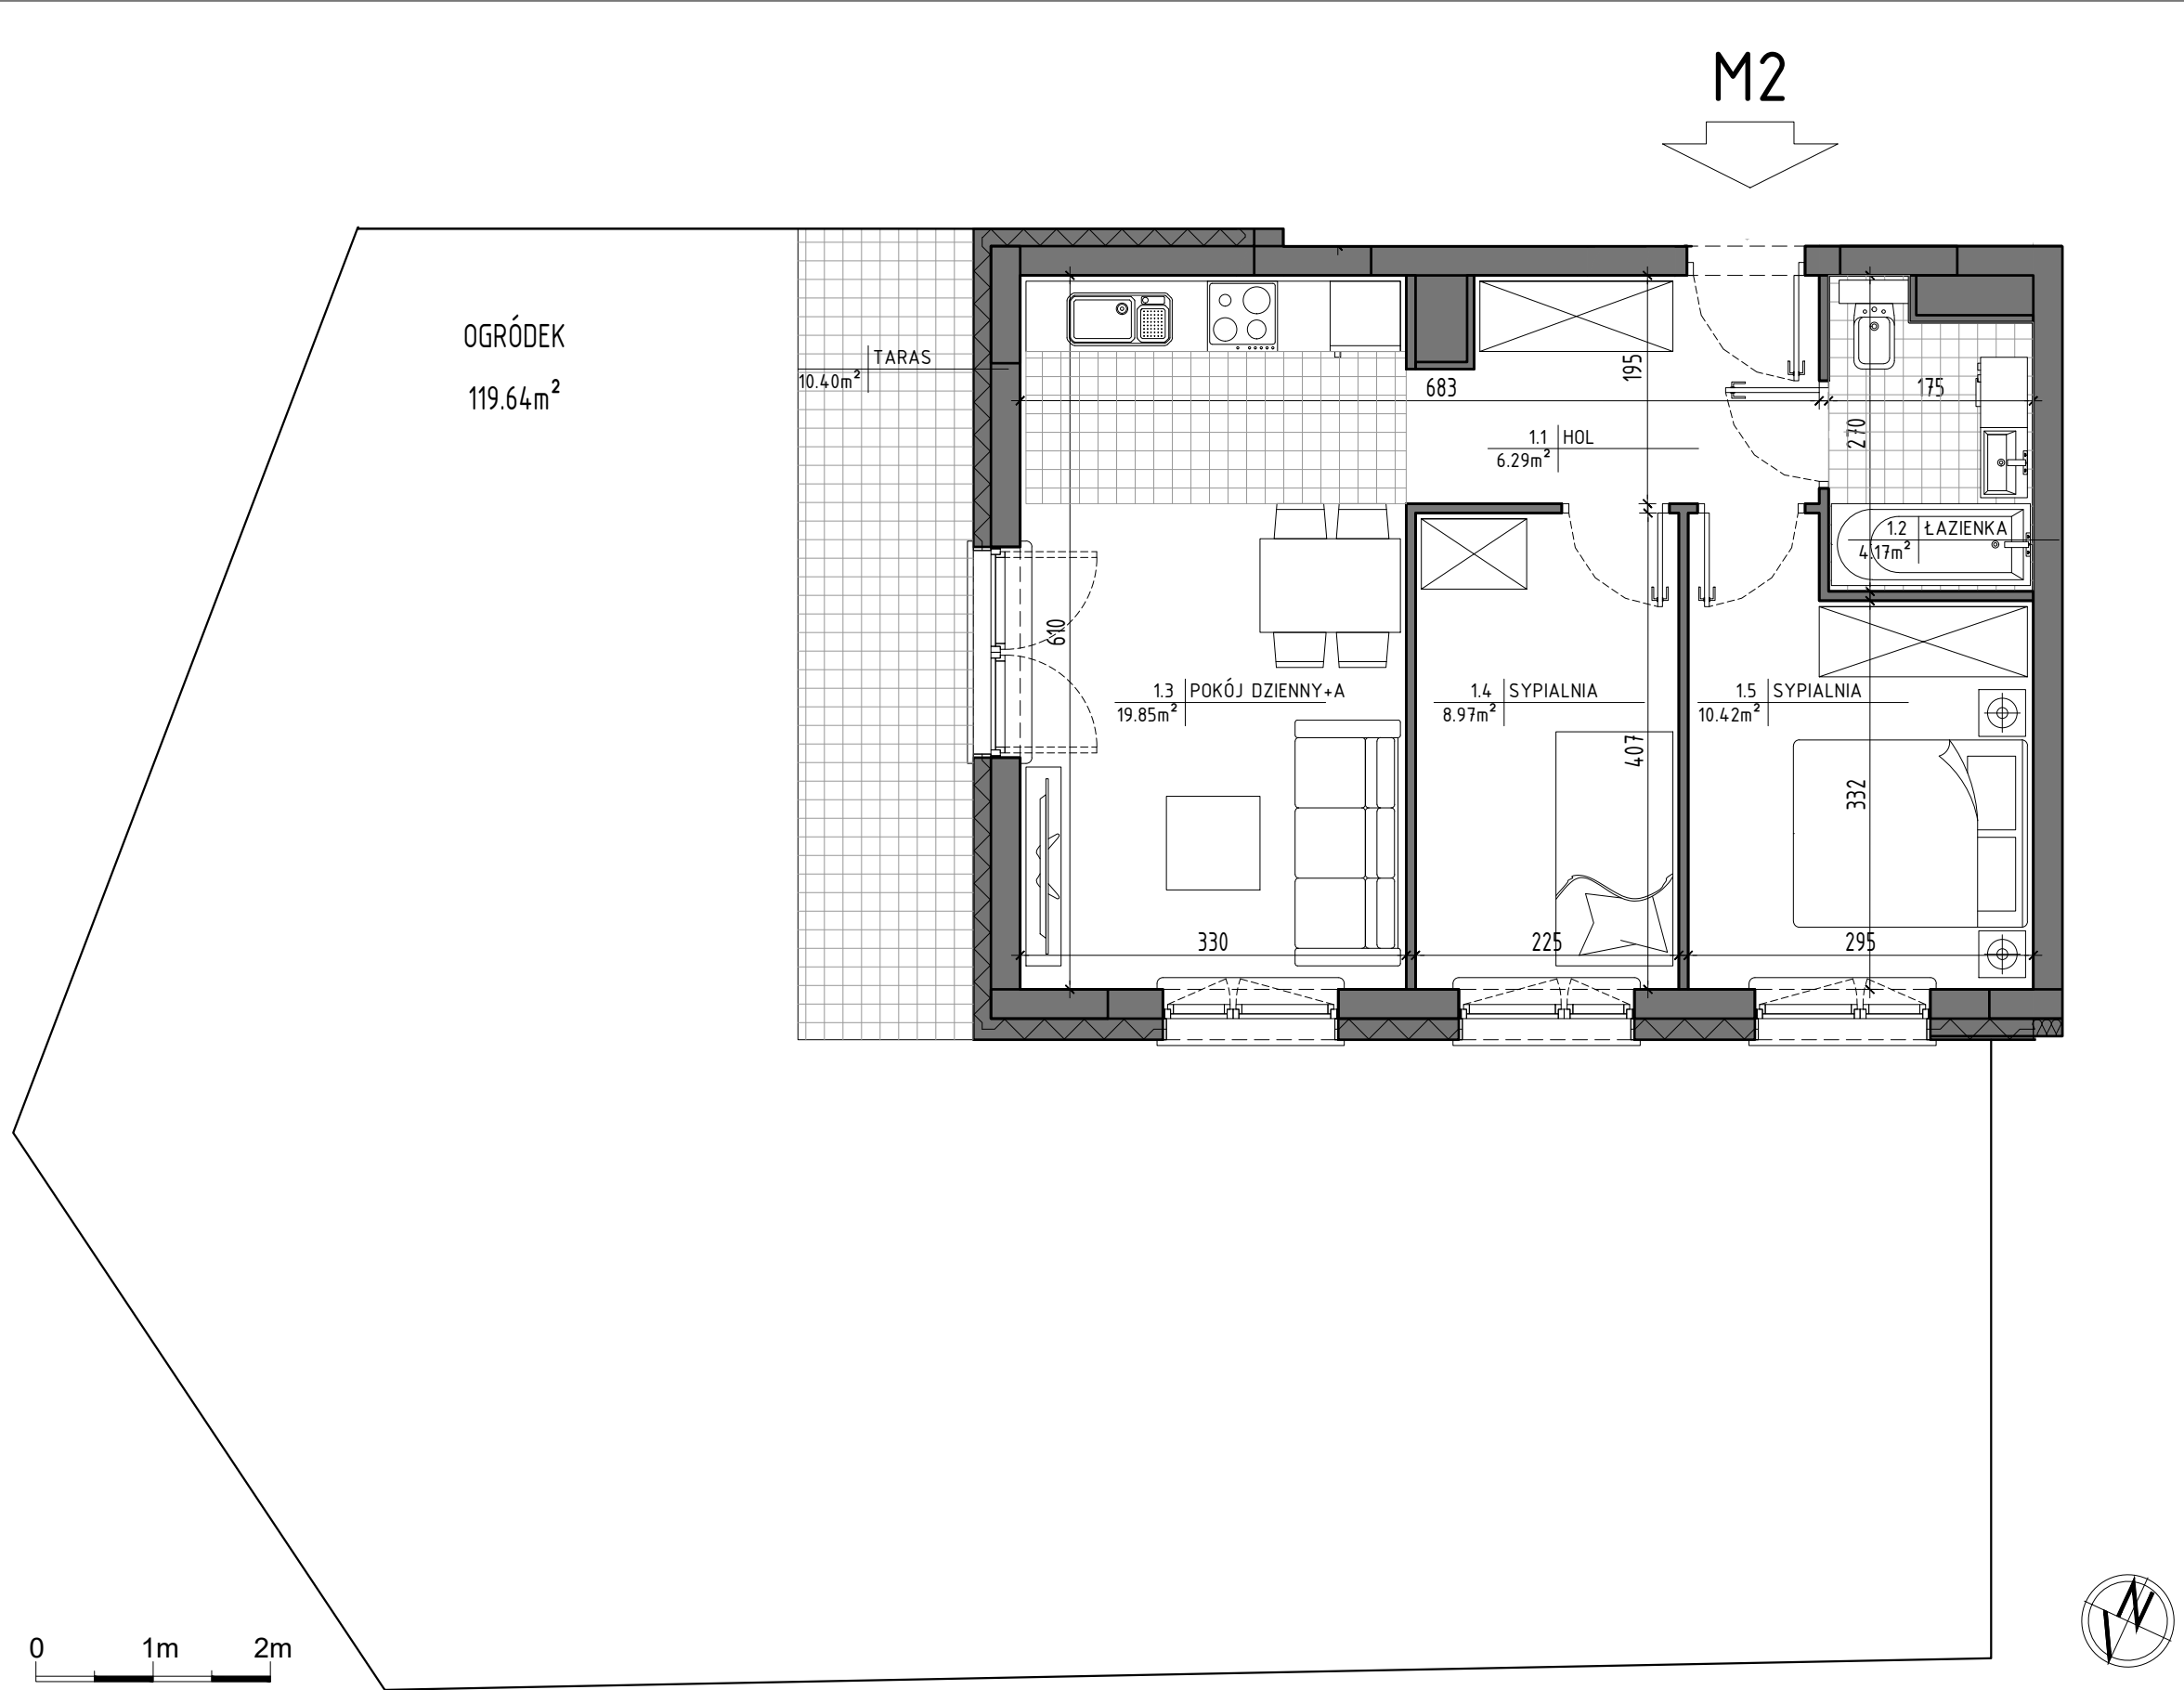 M2
OGRÓDEK
119.64m²
TARAS
10.40m²
195
683
175
270
1.1 HOL
6.29m²
1.2 ŁAZIENKA
4.17m²
610
1.3 POKÓJ DZIENNY+A
19.85m²
1.4 SYPIALNIA
8.97m²
1.5 SYPIALNIA
10.42m²
407
332
330
225
295
0 1m 2m
N